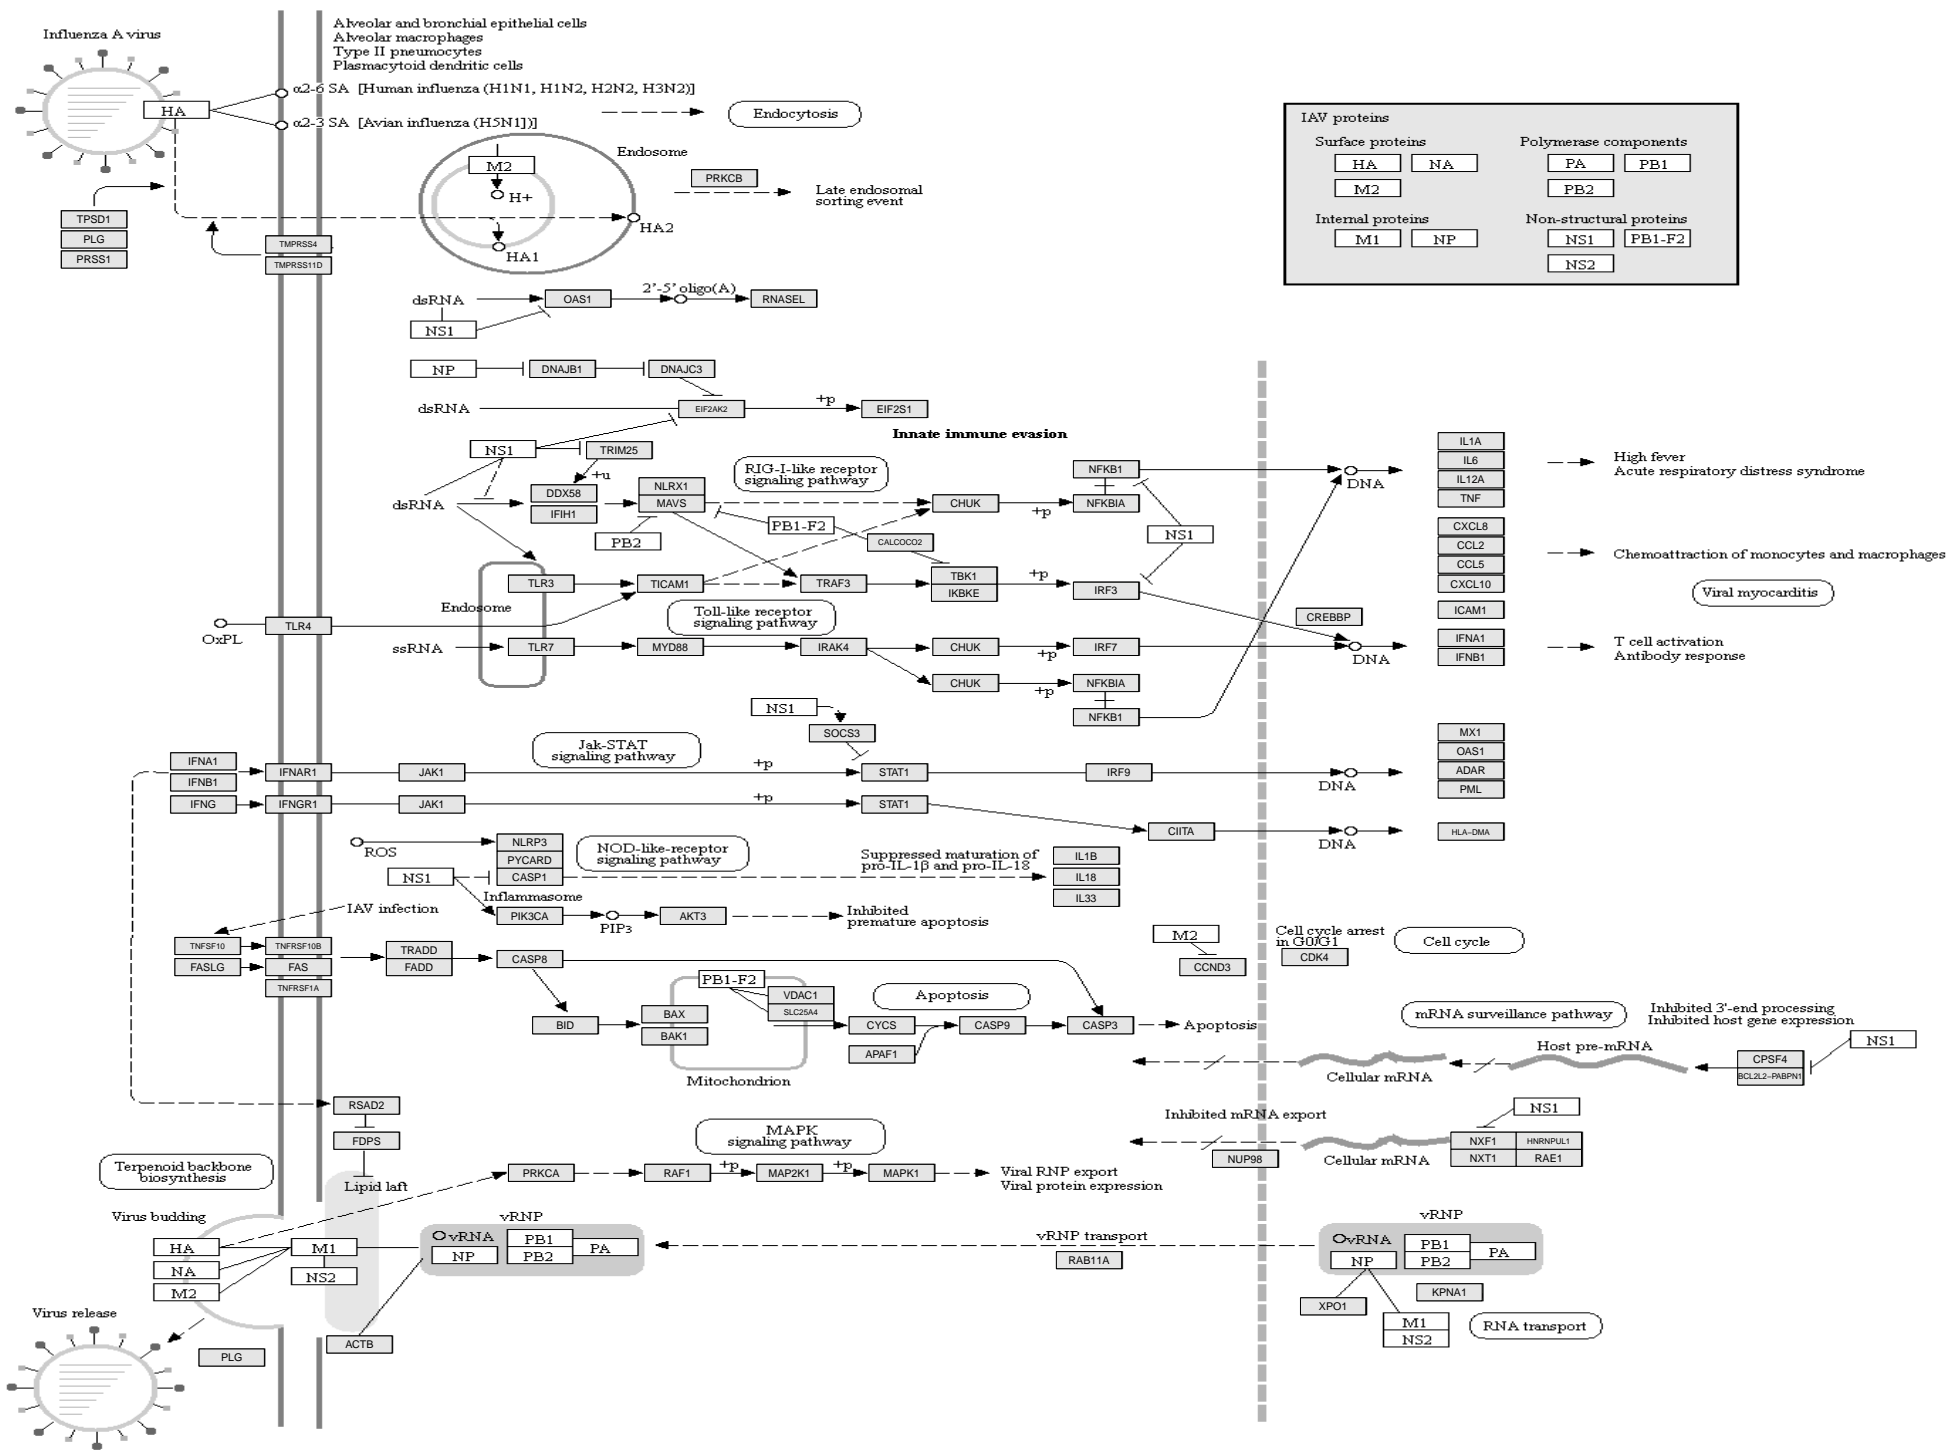 Influenza A virus
Alveolar and bronchial epithelial cells
Alveolar macrophages
Type II pneumocytes
Plasmacytoid dendritic cells
HA
α2-6 SA [Human influenza (H1N1, H1N2, H2N2, H3N2)]
α2-3 SA [Avian influenza (H5N1])]
Endocytosis
M2
H+
HA1
HA2
Endosome
PRKCB
Late endosomal
sorting event
TPSD1
PLG
PRSS1
TMPRSS4
TMPRSS11D
IAV proteins
Surface proteins
HA
NA
M2
Polymerase components
PA
PB1
PB2
Internal proteins
M1
NP
Non-structural proteins
NS1
PB1-F2
NS2
dsRNA
OAS1
2'-5' oligo(A)
RNASEL
NS1
NP
DNAJB1
DNAJC3
dsRNA
EIF2AK2
+p
EIF2S1
Innate immune evasion
NS1
TRIM25
+u
RIG-I-like receptor
signaling pathway
dsRNA
DDX58
IFIH1
NLRX1
MAVS
PB2
PB1-F2
CALCOCO2
CHUK
+p
NFKB1
NFKBIA
NS1
DNA
IL1A
IL6
IL12A
TNF
High fever
Acute respiratory distress syndrome
CXCL8
CCL2
CCL5
CXCL10
Chemoattraction of monocytes and macrophages
Viral myocarditis
ICAM1
IFNA1
IFNB1
T cell activation
Antibody response
TLR3
TICAM1
TRAF3
TBK1
IKBKE
+p
IRF3
CREBBP
DNA
Endosome
Toll-like receptor
signaling pathway
OxPL
TLR4
ssRNA
TLR7
MYD88
IRAK4
CHUK
+p
IRF7
CHUK
+p
NFKBIA
NFKB1
NS1
SOCS3
Jak-STAT
signaling pathway
IFNA1
IFNB1
IFNAR1
JAK1
+p
STAT1
IRF9
DNA
MX1
OAS1
ADAR
PML
IFNG
IFNGR1
JAK1
+p
STAT1
CIITA
DNA
HLA-DMA
ROS
NLRP3
PYCARD
CASP1
NOD-like-receptor
signaling pathway
Suppressed maturation of
pro-IL-1β and pro-IL-18
IL1B
IL18
IL33
NS1
Inflammasome
IAV infection
PIK3CA
PIP3
AKT3
Inhibited
premature apoptosis
TNFSF10
FASLG
TNFRSF10B
FAS
TNFRSF1A
TRADD
FADD
CASP8
M2
CCND3
Cell cycle arrest
in G0/G1
CDK4
Cell cycle
PB1-F2
VDAC1
SLC25A4
Apoptosis
BID
BAX
BAK1
CYCS
APAF1
CASP9
CASP3
Apoptosis
Mitochondrion
mRNA surveillance pathway
Inhibited 3'-end processing
Inhibited host gene expression
NS1
Host pre-mRNA
Cellular mRNA
CPSF4
BCL2L2-PABPN1
RSAD2
FDPS
Lipid laft
MAPK
signaling pathway
Inhibited mRNA export
NS1
NXF1
HNRNPUL1
NXT1
RAE1
Cellular mRNA
NUP98
Terpenoid backbone
biosynthesis
PRKCA
RAF1
+p
MAP2K1
+p
MAPK1
Viral RNP export
Viral protein expression
Virus budding
HA
NA
M2
M1
NS2
vRNP
vRNA
NP
PB1
PB2
PA
vRNP transport
RAB11A
vRNP
vRNA
NP
PB1
PB2
PA
XPO1
KPNA1
M1
NS2
RNA transport
Virus release
PLG
ACTB